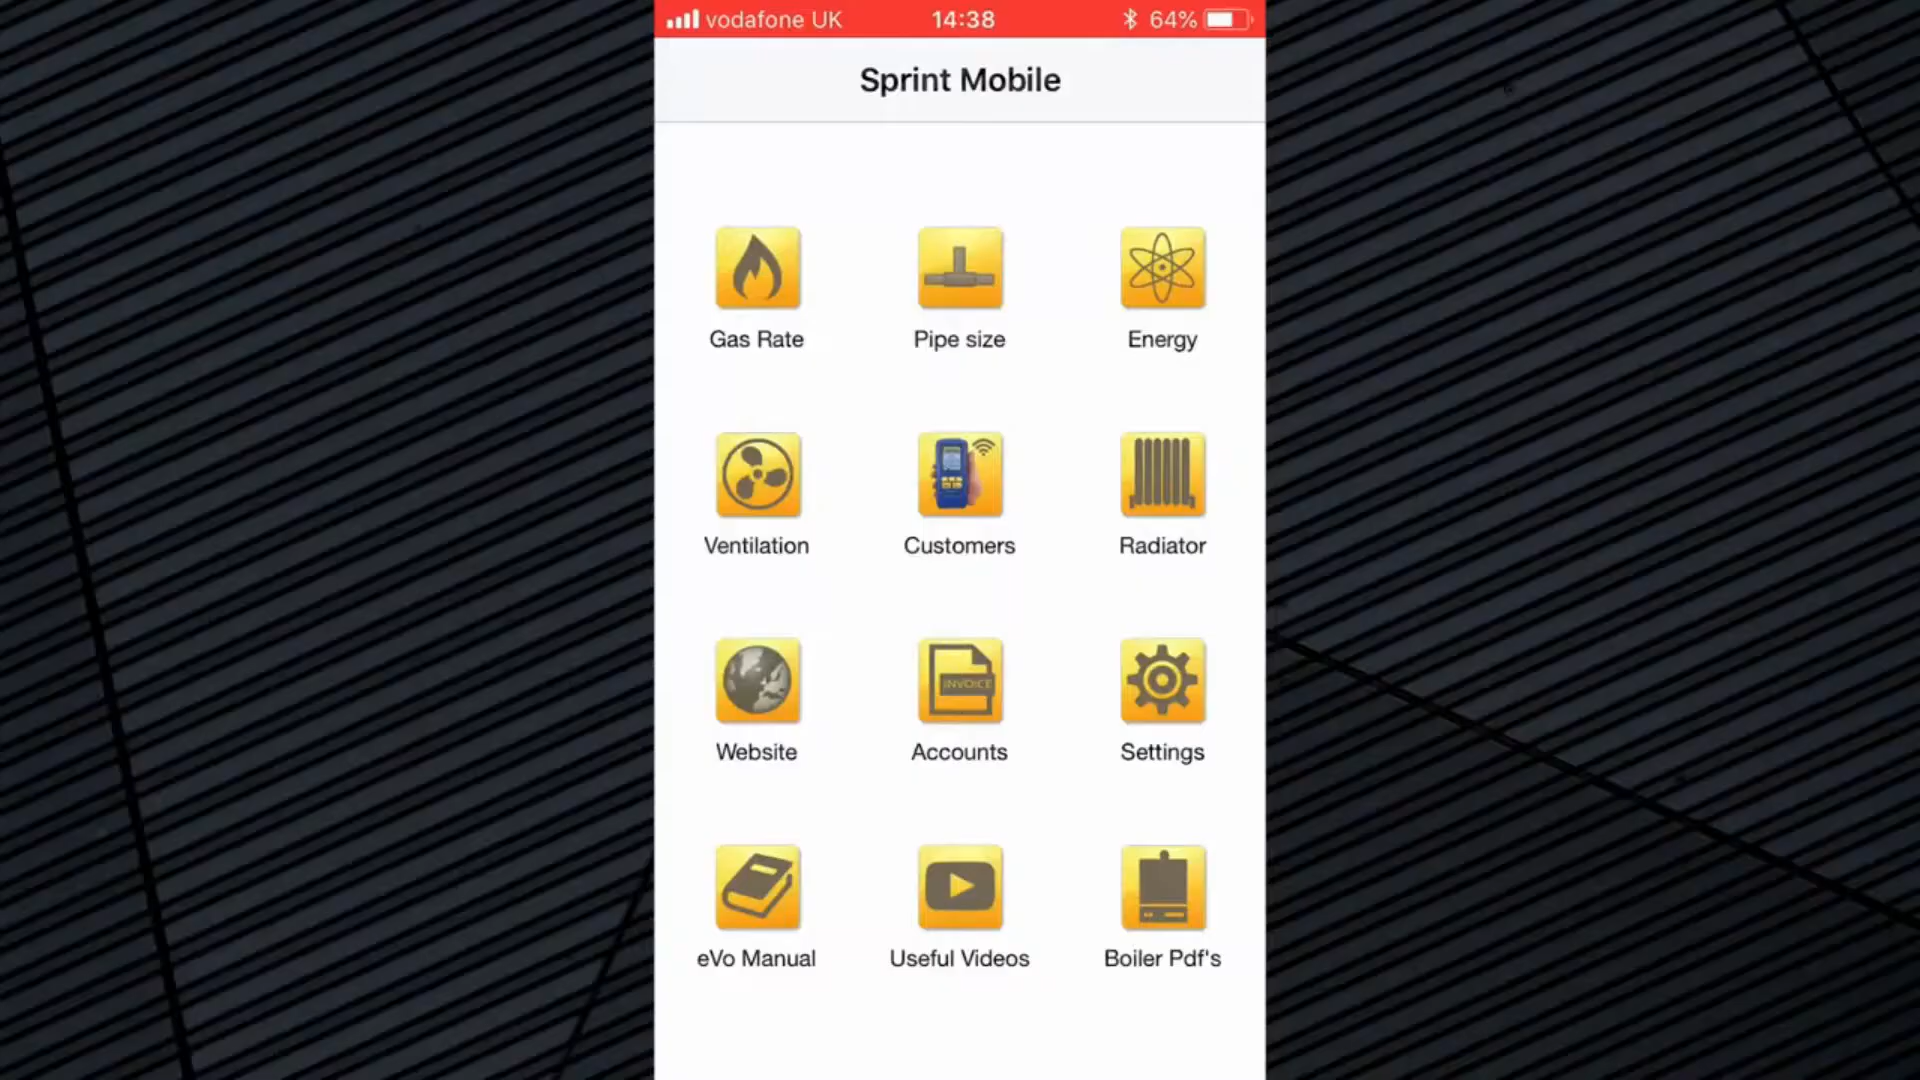 vodafone UK 14:38 64%
Sprint Mobile
Gas Rate Pipe size Energy
Ventilation Customers Radiator
INVOICE
Website Accounts Settings
eVo Manual Useful Videos Boiler Pdf's